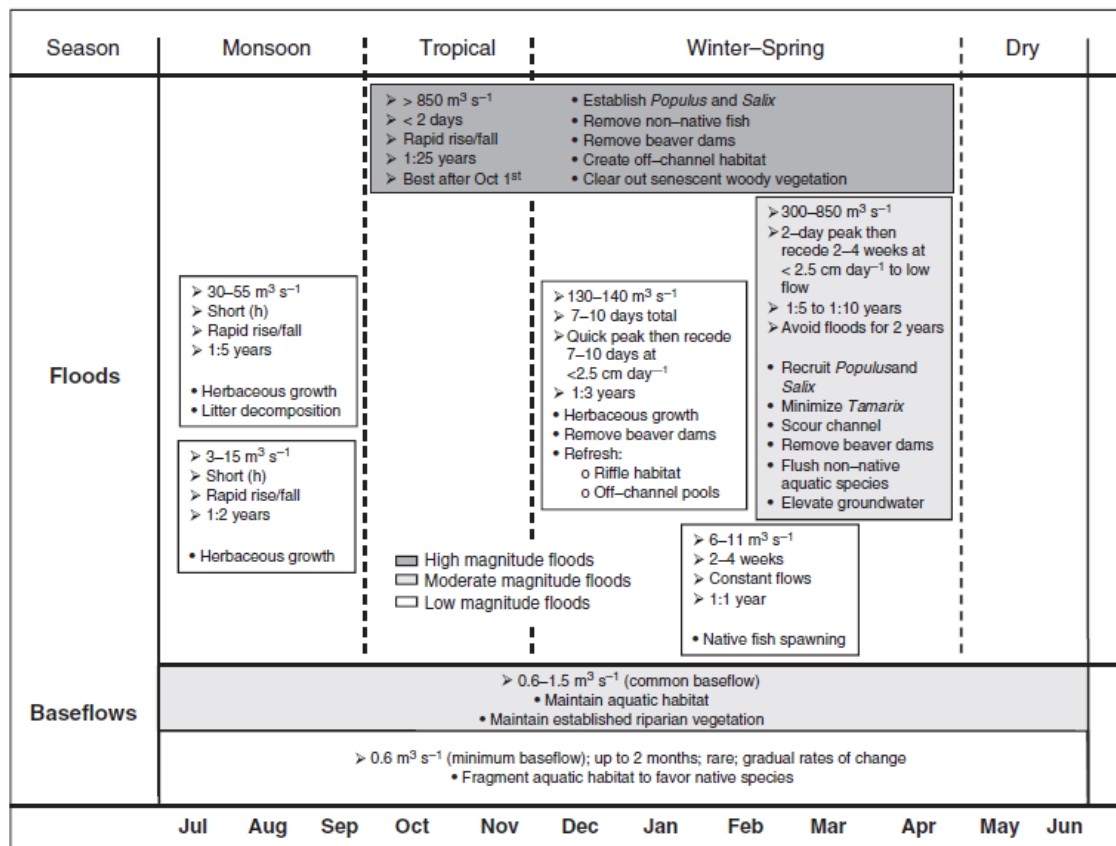 Season Monsoon Tropical Winter–Spring Dry
Floods
➢ > 850 m³ s⁻¹
➢ < 2 days
➢ Rapid rise/fall
➢ 1:25 years
➢ Best after Oct 1ˢᵗ
• Establish Populus and Salix
• Remove non–native fish
• Remove beaver dams
• Create off–channel habitat
• Clear out senescent woody vegetation
➢ 30–55 m³ s⁻¹
➢ Short (h)
➢ Rapid rise/fall
➢ 1:5 years
• Herbaceous growth
• Litter decomposition
➢ 3–15 m³ s⁻¹
➢ Short (h)
➢ Rapid rise/fall
➢ 1:2 years
• Herbaceous growth
➢ 130–140 m³ s⁻¹
➢ 7–10 days total
➢ Quick peak then recede
7–10 days at
<2.5 cm day⁻¹
➢ 1:3 years
• Herbaceous growth
• Remove beaver dams
• Refresh:
o Riffle habitat
o Off–channel pools
➢ 300–850 m³ s⁻¹
➢ 2–day peak then
recede 2–4 weeks at
< 2.5 cm day⁻¹ to low
flow
➢ 1:5 to 1:10 years
➢ Avoid floods for 2 years
• Recruit Populusand
Salix
• Minimize Tamarix
• Scour channel
• Remove beaver dams
• Flush non–native
aquatic species
• Elevate groundwater
➢ 6–11 m³ s⁻¹
➢ 2–4 weeks
➢ Constant flows
➢ 1:1 year
• Native fish spawning
High magnitude floods
Moderate magnitude floods
Low magnitude floods
Baseflows
➢ 0.6–1.5 m³ s⁻¹ (common baseflow)
• Maintain aquatic habitat
• Maintain established riparian vegetation
➢ 0.6 m³ s⁻¹ (minimum baseflow); up to 2 months; rare; gradual rates of change
• Fragment aquatic habitat to favor native species
Jul Aug Sep Oct Nov Dec Jan Feb Mar Apr May Jun